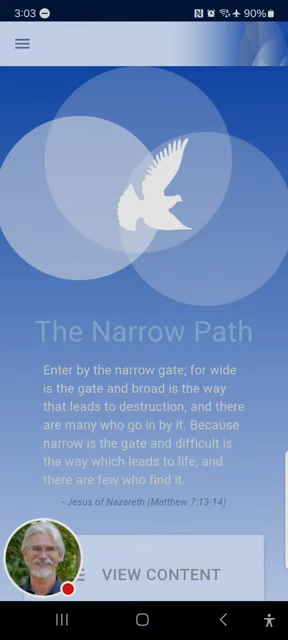 3:03
90%
The Narrow Path
Enter by the narrow gate; for wide
is the gate and broad is the way
that leads to destruction, and there
are many who go in by it. Because
narrow is the gate and difficult is
the way which leads to life, and
there are few who find it.
- Jesus of Nazareth (Matthew 7:13-14)
VIEW CONTENT